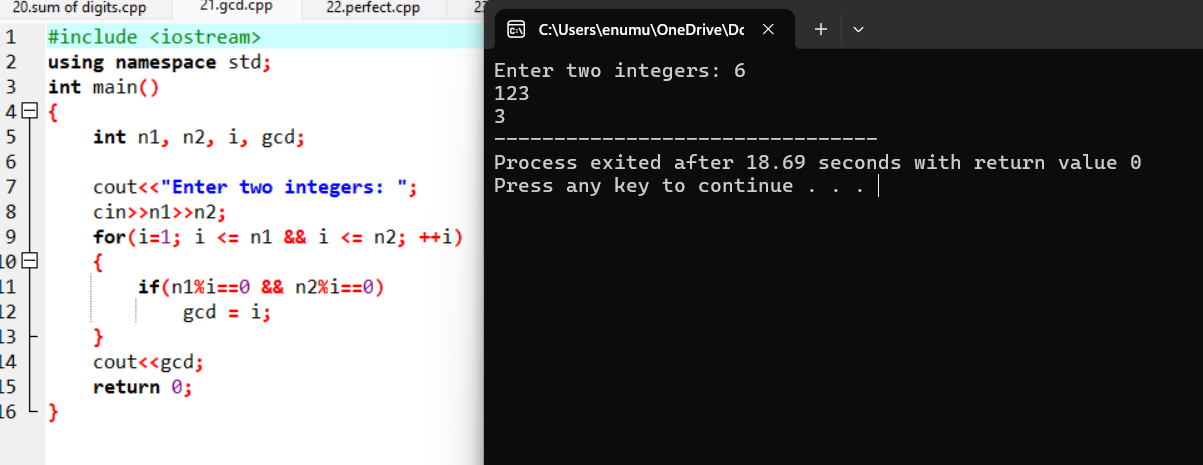 20.sum of digits.cpp 21.gcd.cpp 22.perfect.cpp 23
1 #include <iostream>
2 using namespace std;
3 int main()
4 {
5     int n1, n2, i, gcd;
6
7     cout<<"Enter two integers: ";
8     cin>>n1>>n2;
9     for(i=1; i <= n1 && i <= n2; ++i)
10     {
11         if(n1%i==0 && n2%i==0)
12             gcd = i;
13     }
14     cout<<gcd;
15     return 0;
16 }
C:\Users\enumu\OneDrive\Dc
Enter two integers: 6
123
3
--------------------------------
Process exited after 18.69 seconds with return value 0
Press any key to continue . . .